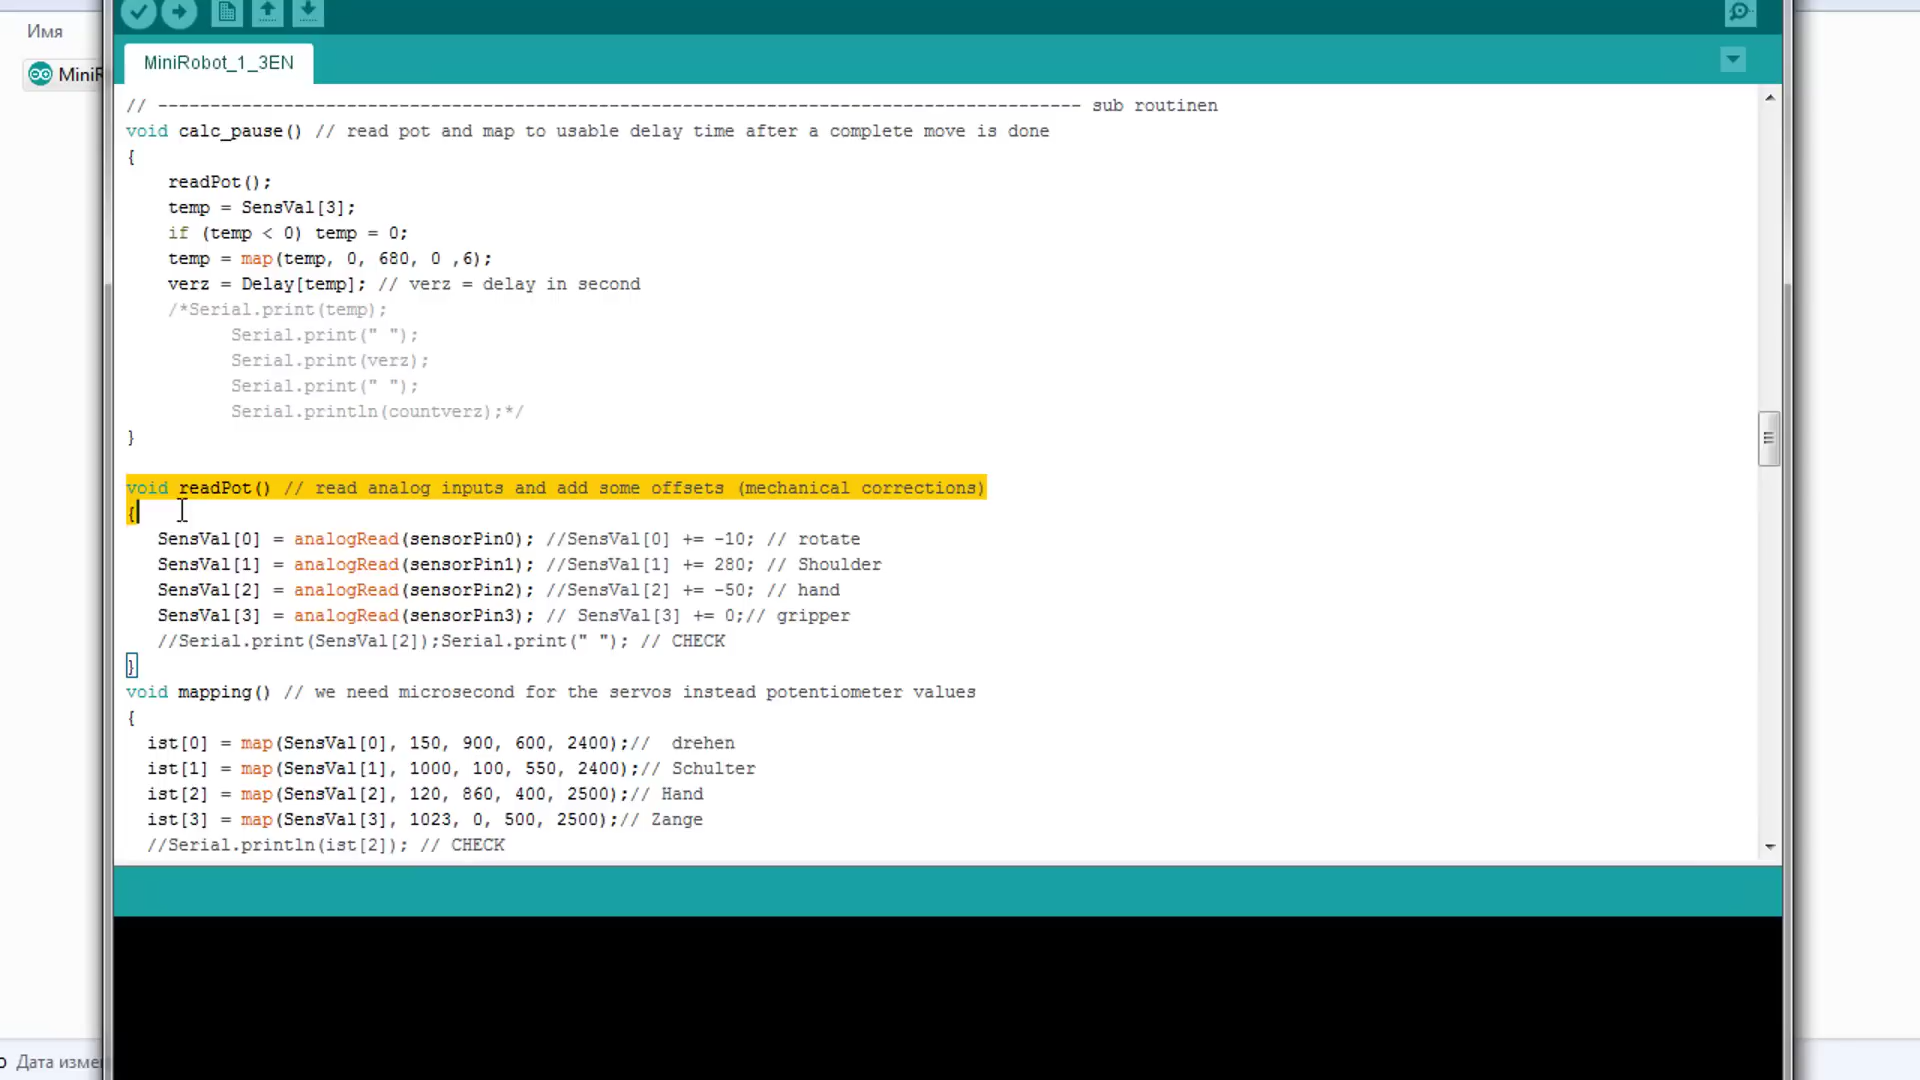 Имя
MiniR
MiniRobot_1_3EN
// ---------------------------------------------------------------------------------------- sub routinen
void calc_pause() // read pot and map to usable delay time after a complete move is done
{
    readPot();
    temp = SensVal[3];
    if (temp < 0) temp = 0;
    temp = map(temp, 0, 680, 0 ,6);
    verz = Delay[temp]; // verz = delay in second
    /*Serial.print(temp);
          Serial.print(" ");
          Serial.print(verz);
          Serial.print(" ");
          Serial.println(countverz);*/
}
void readPot() // read analog inputs and add some offsets (mechanical corrections)
{
   SensVal[0] = analogRead(sensorPin0); //SensVal[0] += -10; // rotate
   SensVal[1] = analogRead(sensorPin1); //SensVal[1] += 280; // Shoulder
   SensVal[2] = analogRead(sensorPin2); //SensVal[2] += -50; // hand
   SensVal[3] = analogRead(sensorPin3); // SensVal[3] += 0;// gripper
   //Serial.print(SensVal[2]);Serial.print(" "); // CHECK
}
void mapping() // we need microsecond for the servos instead potentiometer values
{
  ist[0] = map(SensVal[0], 150, 900, 600, 2400);//  drehen
  ist[1] = map(SensVal[1], 1000, 100, 550, 2400);// Schulter
  ist[2] = map(SensVal[2], 120, 860, 400, 2500);// Hand
  ist[3] = map(SensVal[3], 1023, 0, 500, 2500);// Zange
  //Serial.println(ist[2]); // CHECK
о Дата изме